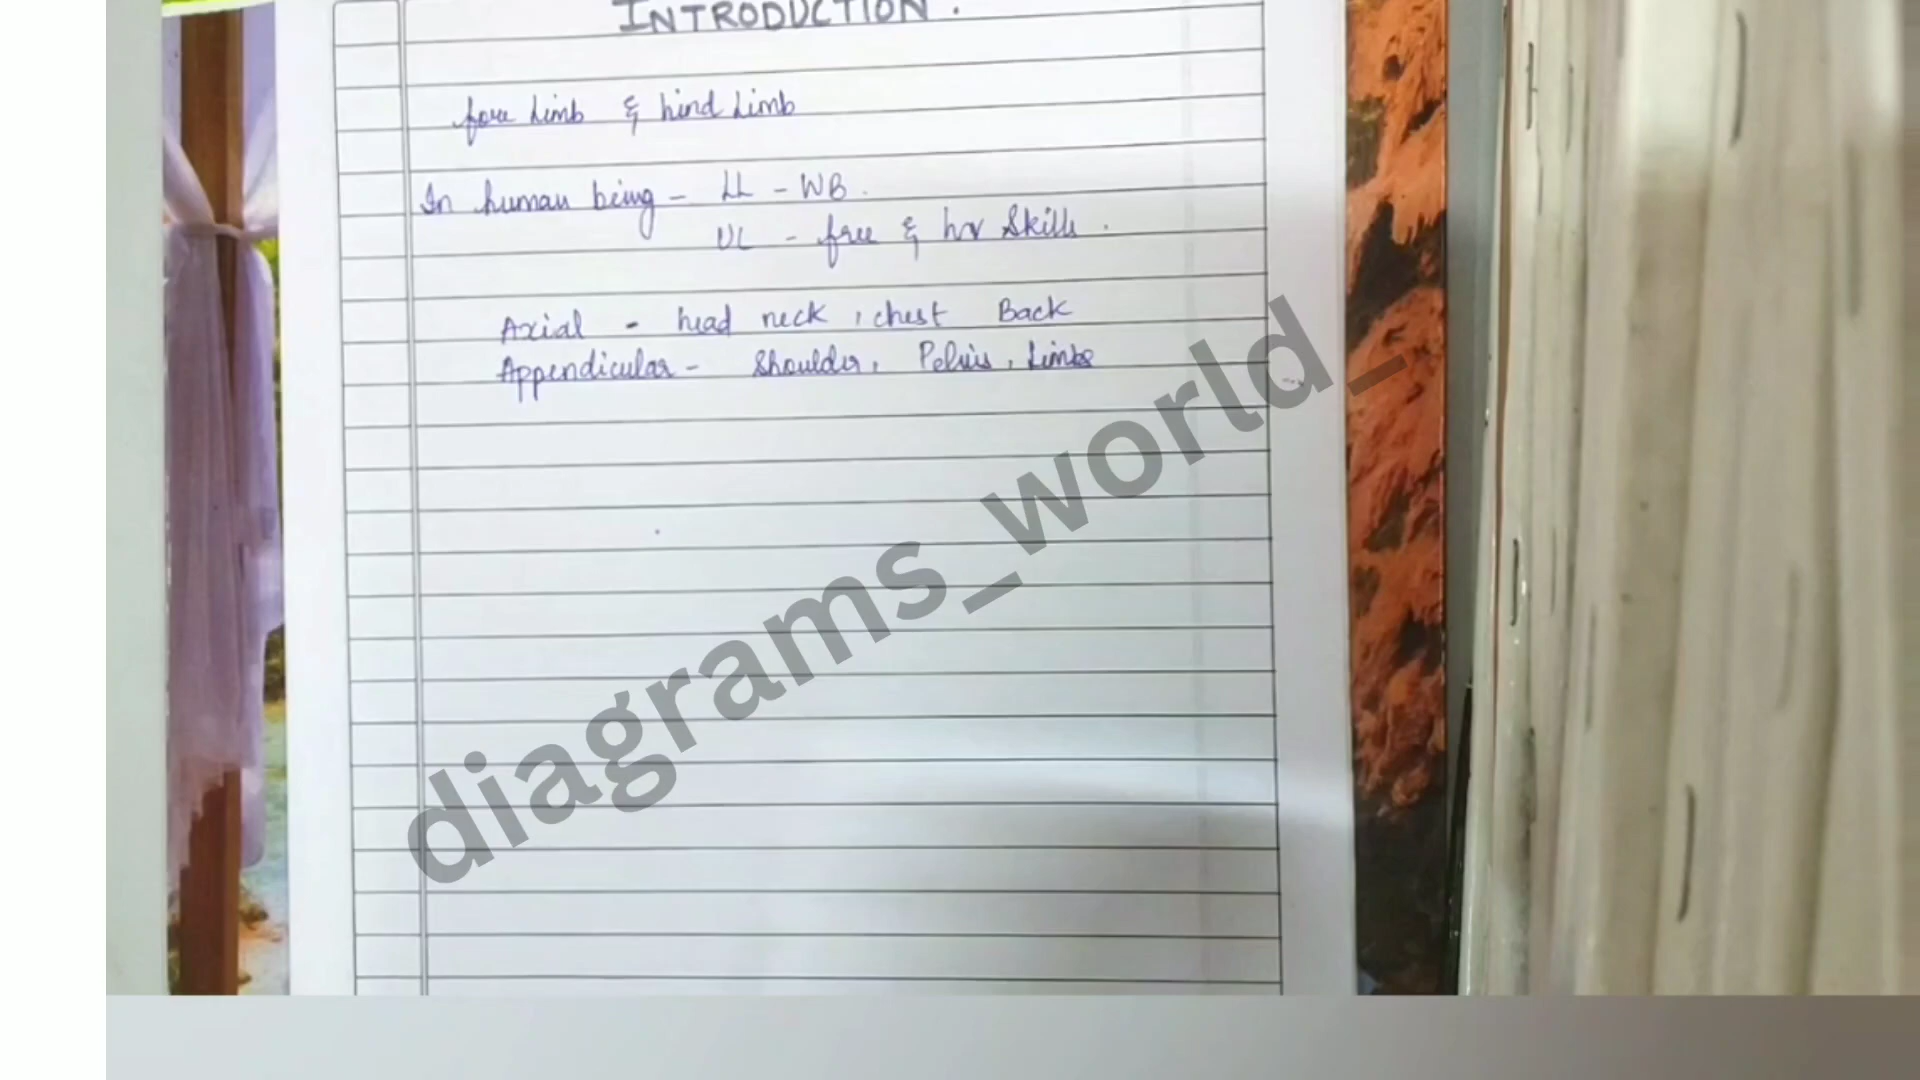 INTRODUCTION.
fore Limb & hind Limb
In human being - LL - WB.
UL - free & hv Skills.
Axial - head neck, chest Back
Appendicular - Shoulder, Pelvis, Limbs
diagrams_world_